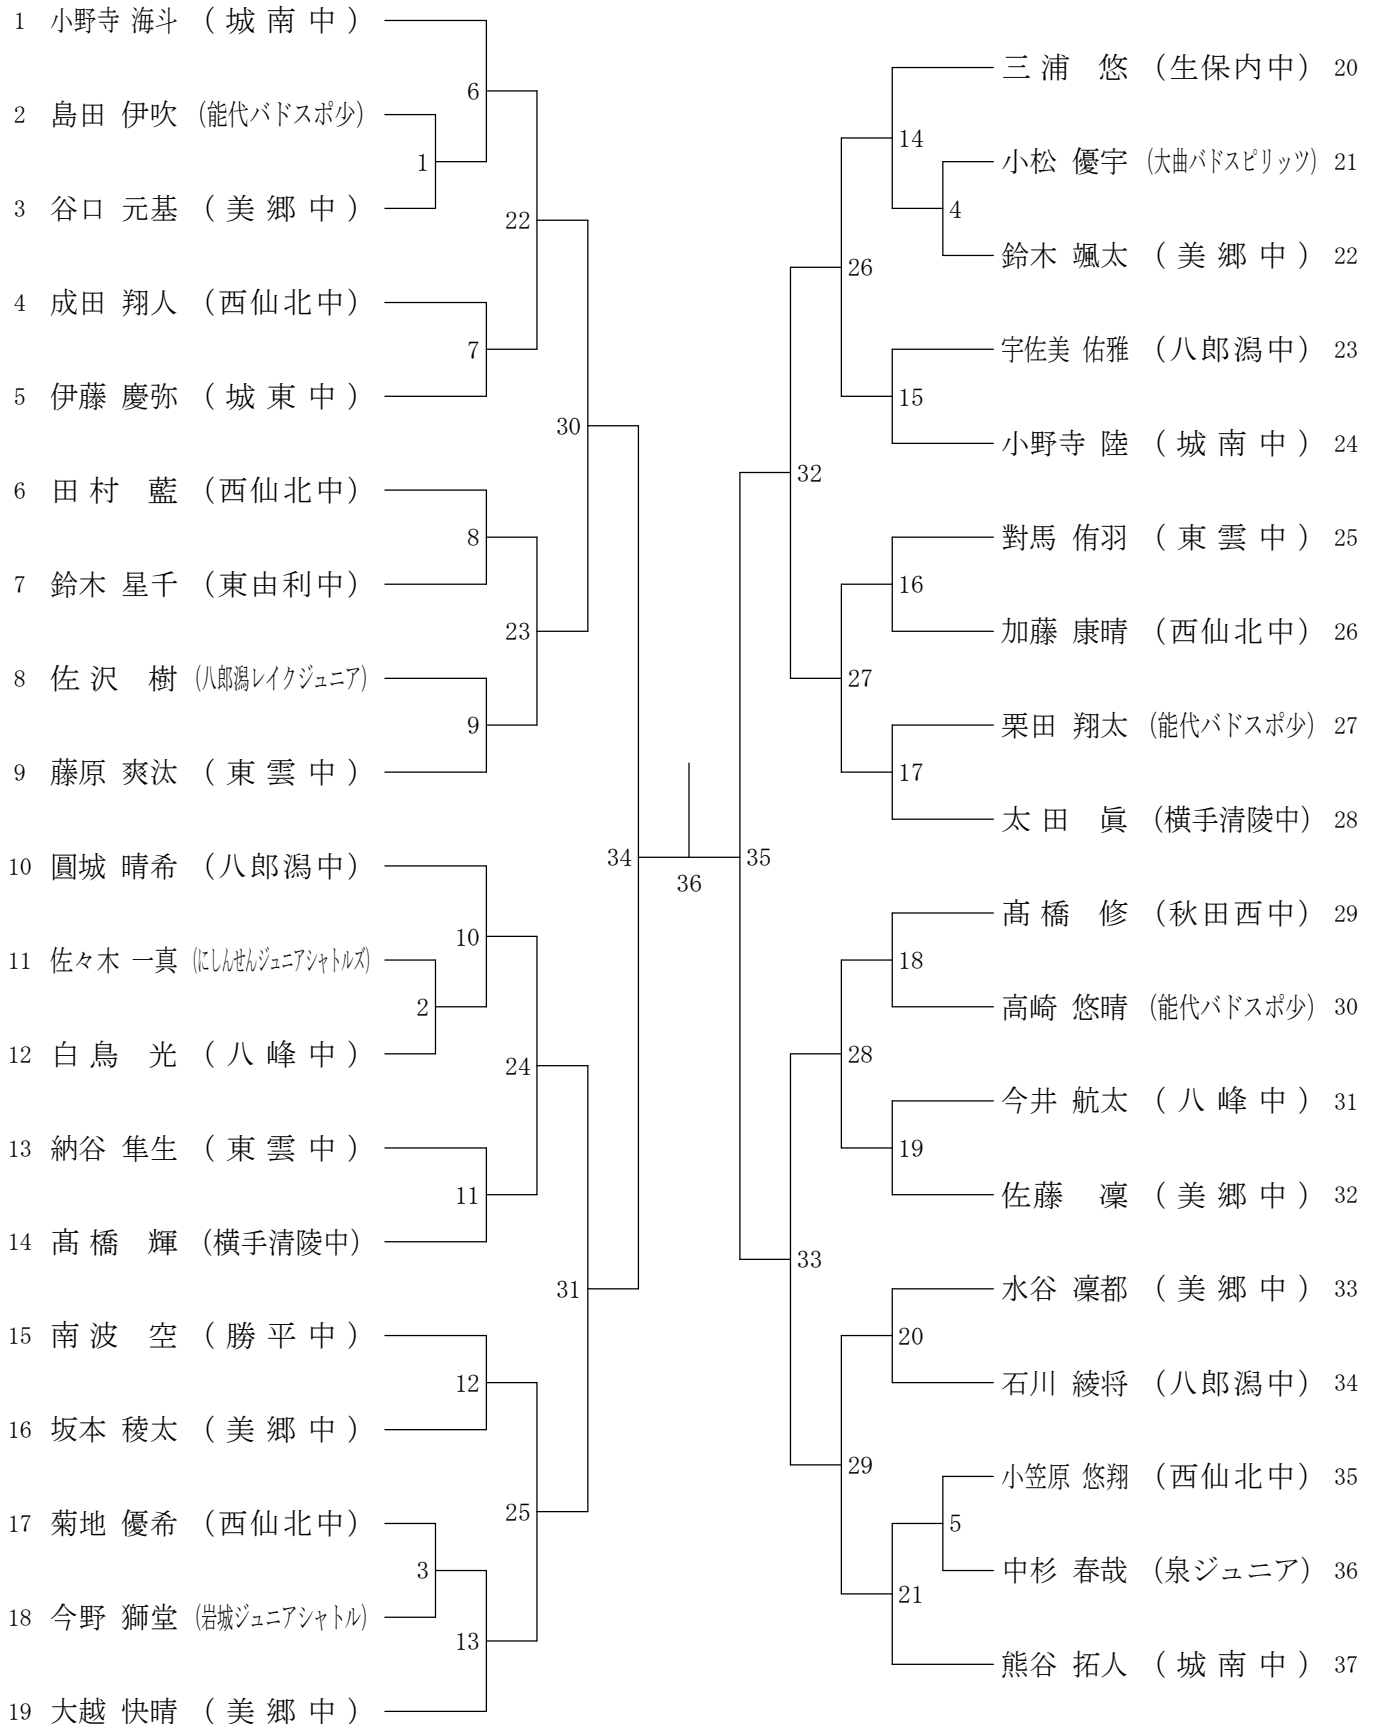 1 小野寺 海斗 （ 城 南 中 ）
2 島田 伊吹 (能代バドスポ少)
3 谷口 元基 （ 美 郷 中 ）
4 成田 翔人 （西仙北中）
5 伊藤 慶弥 （ 城 東 中 ）
6 田 村 藍 （西仙北中）
7 鈴木 星千 （東由利中）
8 佐 沢 樹 (八郎潟レイクジュニア)
9 藤原 爽汰 （ 東 雲 中 ）
10 圓城 晴希 （八郎潟中）
11 佐々木 一真 (にしんせんジュニアシャトルズ)
12 白 鳥 光 （ 八 峰 中 ）
13 納谷 隼生 （ 東 雲 中 ）
14 髙 橋 輝 （横手清陵中）
15 南 波 空 （ 勝 平 中 ）
16 坂本 稜太 （ 美 郷 中 ）
17 菊地 優希 （西仙北中）
18 今野 獅堂 (岩城ジュニアシャトル)
19 大越 快晴 （ 美 郷 中 ）
6
1
22
7
30
8
23
9
34
10
2
24
11
31
12
25
3
13
36
14
4
26
15
32
16
27
17
35
18
28
19
33
20
29
5
21
三 浦 悠 （生保内中） 20
小松 優宇 (大曲バドスピリッツ) 21
鈴木 颯太 （ 美 郷 中 ） 22
宇佐美 佑雅 （八郎潟中） 23
小野寺 陸 （ 城 南 中 ） 24
對馬 侑羽 （ 東 雲 中 ） 25
加藤 康晴 （西仙北中） 26
栗田 翔太 (能代バドスポ少) 27
太 田 眞 （横手清陵中） 28
髙 橋 修 （秋田西中） 29
高崎 悠晴 (能代バドスポ少) 30
今井 航太 （ 八 峰 中 ） 31
佐藤 凜 （ 美 郷 中 ） 32
水谷 凜都 （ 美 郷 中 ） 33
石川 綾将 （八郎潟中） 34
小笠原 悠翔 （西仙北中） 35
中杉 春哉 （泉ジュニア） 36
熊谷 拓人 （ 城 南 中 ） 37